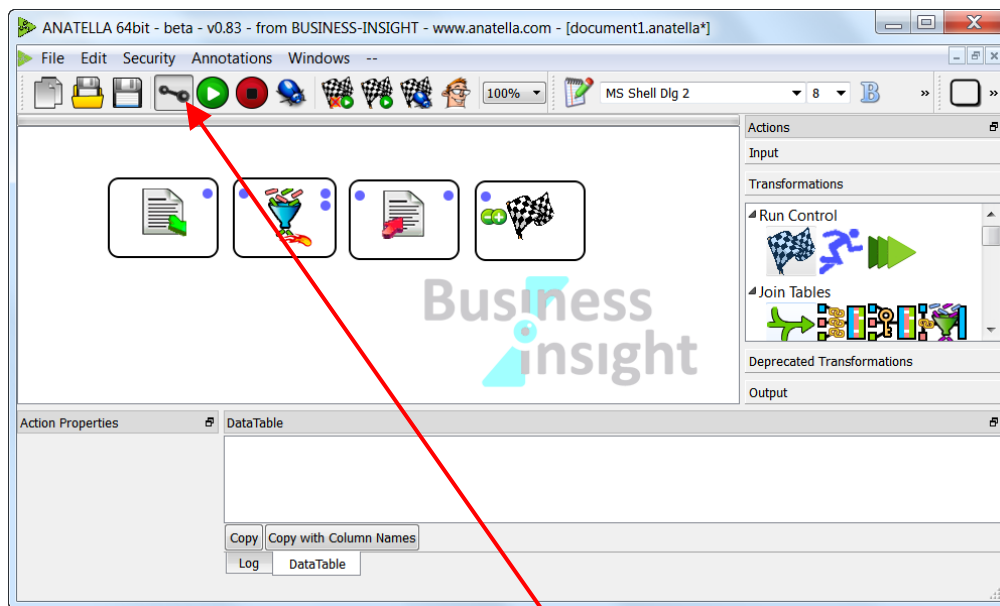 ANATELLA 64bit - beta - v0.83 - from BUSINESS-INSIGHT - www.anatella.com - [document1.anatella*]
File Edit Security Annotations Windows --
100% MS Shell Dlg 2 8 B » »
Actions
Input
Transformations
Run Control
Join Tables
Business
insight
Deprecated Transformations
Output
Action Properties DataTable
Copy Copy with Column Names
Log DataTable